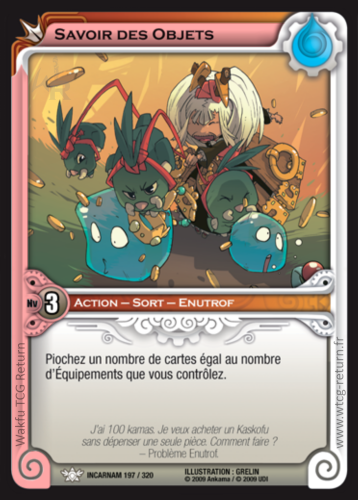 Savoir des Objets
Nv 3
Action – Sort – Enutrof
Piochez un nombre de cartes égal au nombre
d'Équipements que vous contrôlez.
J'ai 100 kamas. Je veux acheter un Kaskofu
sans dépenser une seule pièce. Comment faire ?
– Problème Enutrof.
Wakfu TCG Return
www.wtcg-return.fr
INCARNAM 197 / 320
ILLUSTRATION : GRELIN
© 2009 Ankama / © 2009 UDI